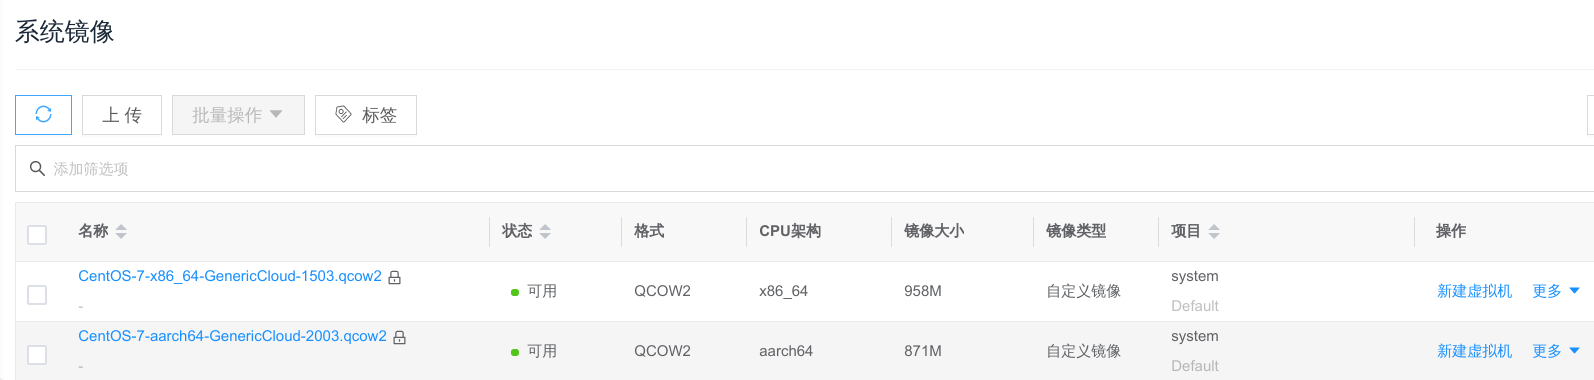 系统镜像
上 传 批量操作 标签
添加筛选项
名称 状态 格式 CPU架构 镜像大小 镜像类型 项目 操作
CentOS-7-x86_64-GenericCloud-1503.qcow2 system
可用 QCOW2 x86_64 958M 自定义镜像 新建虚拟机 更多
- Default
CentOS-7-aarch64-GenericCloud-2003.qcow2 system
可用 QCOW2 aarch64 871M 自定义镜像 新建虚拟机 更多
- Default